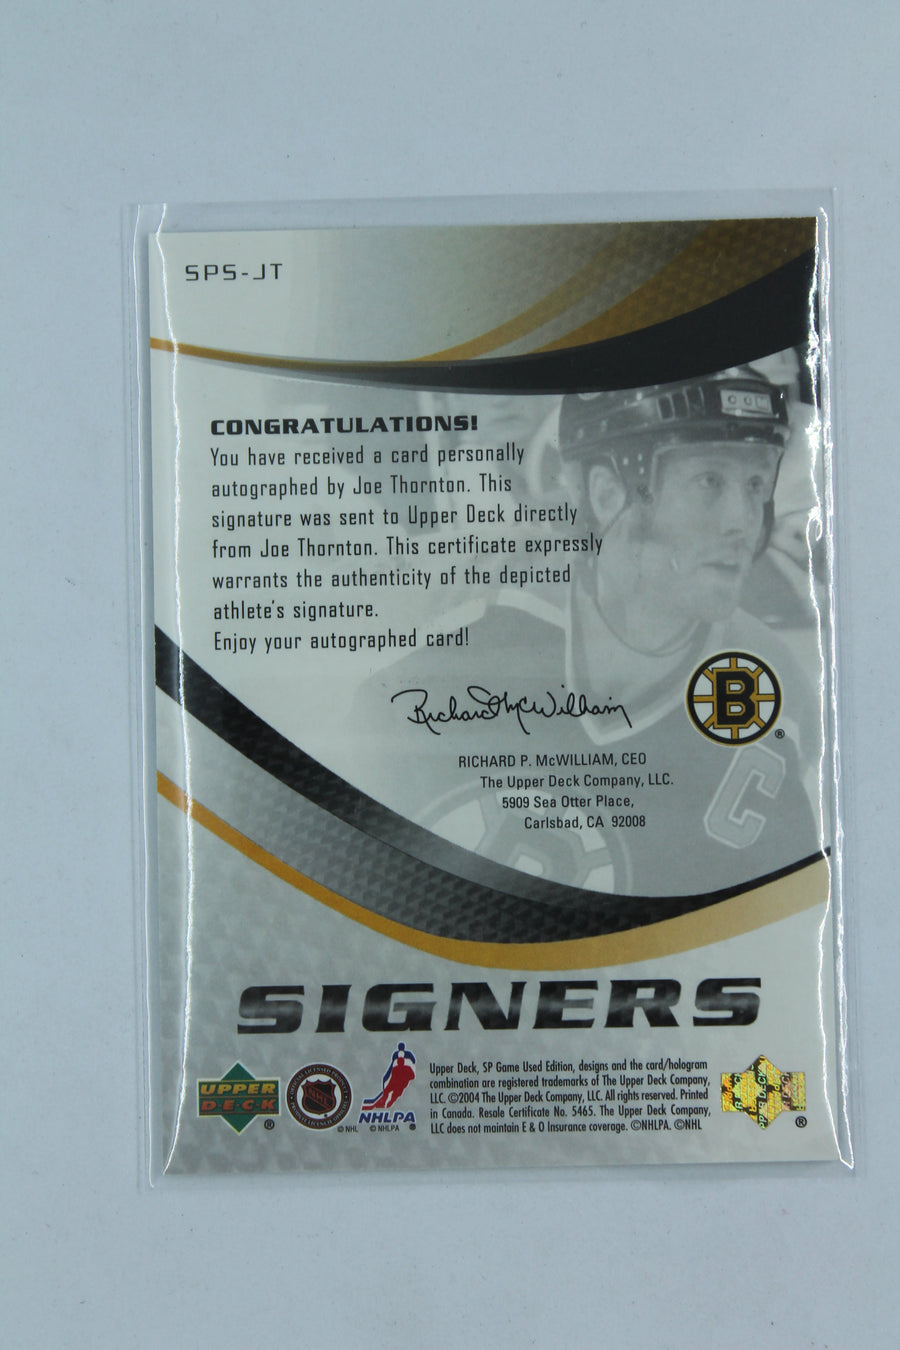 SPS-JT
CONGRATULATIONS!
You have received a card personally
autographed by Joe Thornton. This
signature was sent to Upper Deck directly
from Joe Thornton. This certificate expressly
warrants the authenticity of the depicted
athlete's signature.
Enjoy your autographed card!
Richard McWilliam
B
®
RICHARD P. McWILLIAM, CEO
The Upper Deck Company, LLC.
5909 Sea Otter Place,
Carlsbad, CA 92008
C
SIGNERS
UPPER
DECK
®
NHL
©NHL
NHLPA
®
©NHLPA
Upper Deck, SP Game Used Edition, designs and the card/hologram
combination are registered trademarks of The Upper Deck Company,
LLC. ©2004 The Upper Deck Company, LLC. All rights reserved. Printed
in Canada. Resale Certificate No. 5465. The Upper Deck Company,
LLC does not maintain E & O Insurance coverage. ©NHLPA. ©NHL
®